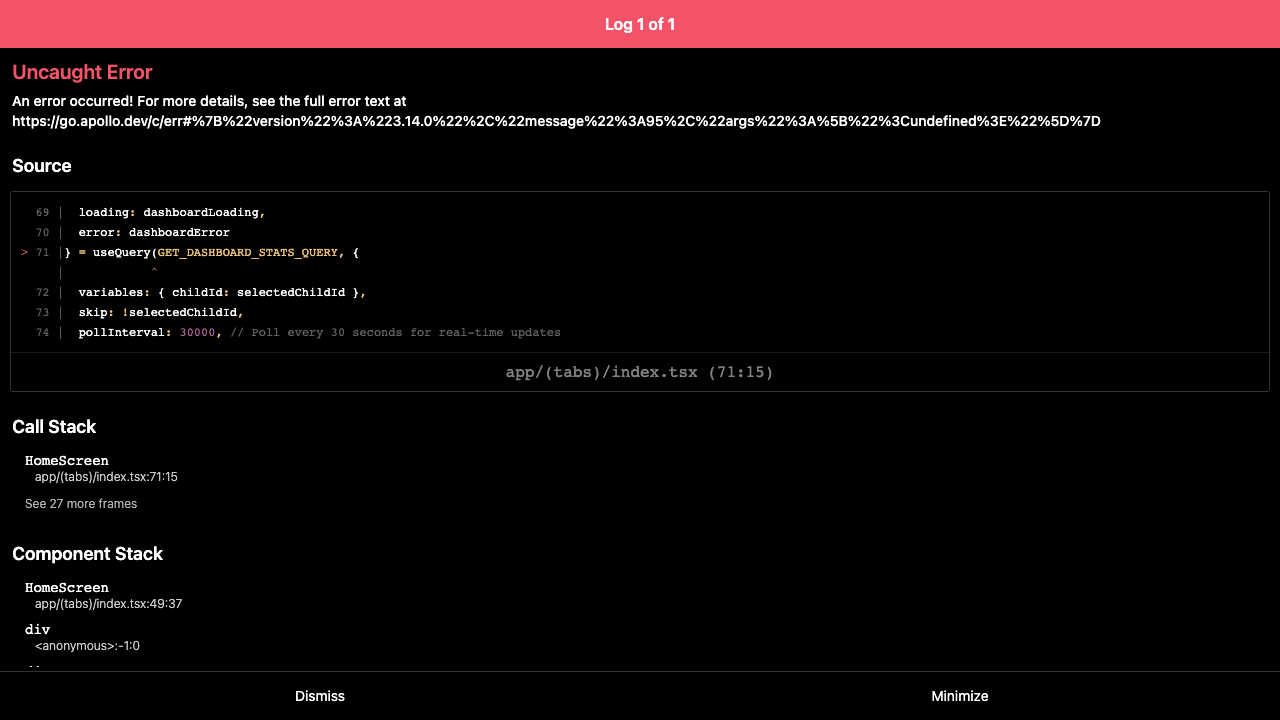 Log 1 of 1
Uncaught Error
An error occurred! For more details, see the full error text at
https://go.apollo.dev/c/err#%7B%22version%22%3A%223.14.0%22%2C%22message%22%3A95%2C%22args%22%3A%5B%22%3Cundefined%3E%22%5D%7D
Source
69 | loading: dashboardLoading,
70 | error: dashboardError
> 71 | } = useQuery(GET_DASHBOARD_STATS_QUERY, {
| ^
72 | variables: { childId: selectedChildId },
73 | skip: !selectedChildId,
74 | pollInterval: 30000, // Poll every 30 seconds for real-time updates
app/(tabs)/index.tsx (71:15)
Call Stack
HomeScreen
app/(tabs)/index.tsx:71:15
See 27 more frames
Component Stack
HomeScreen
app/(tabs)/index.tsx:49:37
div
<anonymous>:-1:0
Dismiss
Minimize